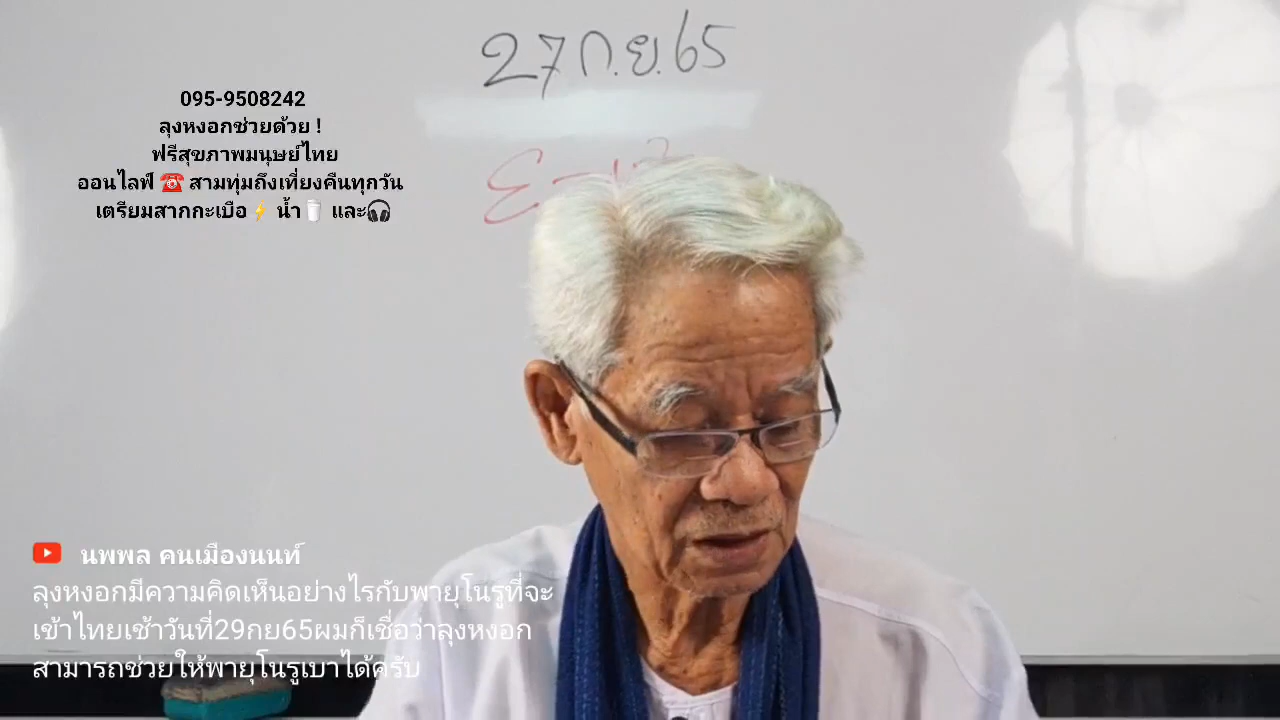 27 ก.ย. 65
095-9508242
ลุงหงอกช่วยด้วย !
ฟรีสุขภาพมนุษย์ไทย
ออนไลฟ์ ☎️ สามทุ่มถึงเที่ยงคืนทุกวัน
เตรียมสากกะเบือ⚡ น้ำ🥛 และ🎧
นพพล คนเมืองนนท์
ลุงหงอกมีความคิดเห็นอย่างไรกับพายุโนรูที่จะ
เข้าไทยเช้าวันที่29กย65ผมก็เชื่อว่าลุงหงอก
สามารถช่วยให้พายุโนรูเบาได้ครับ